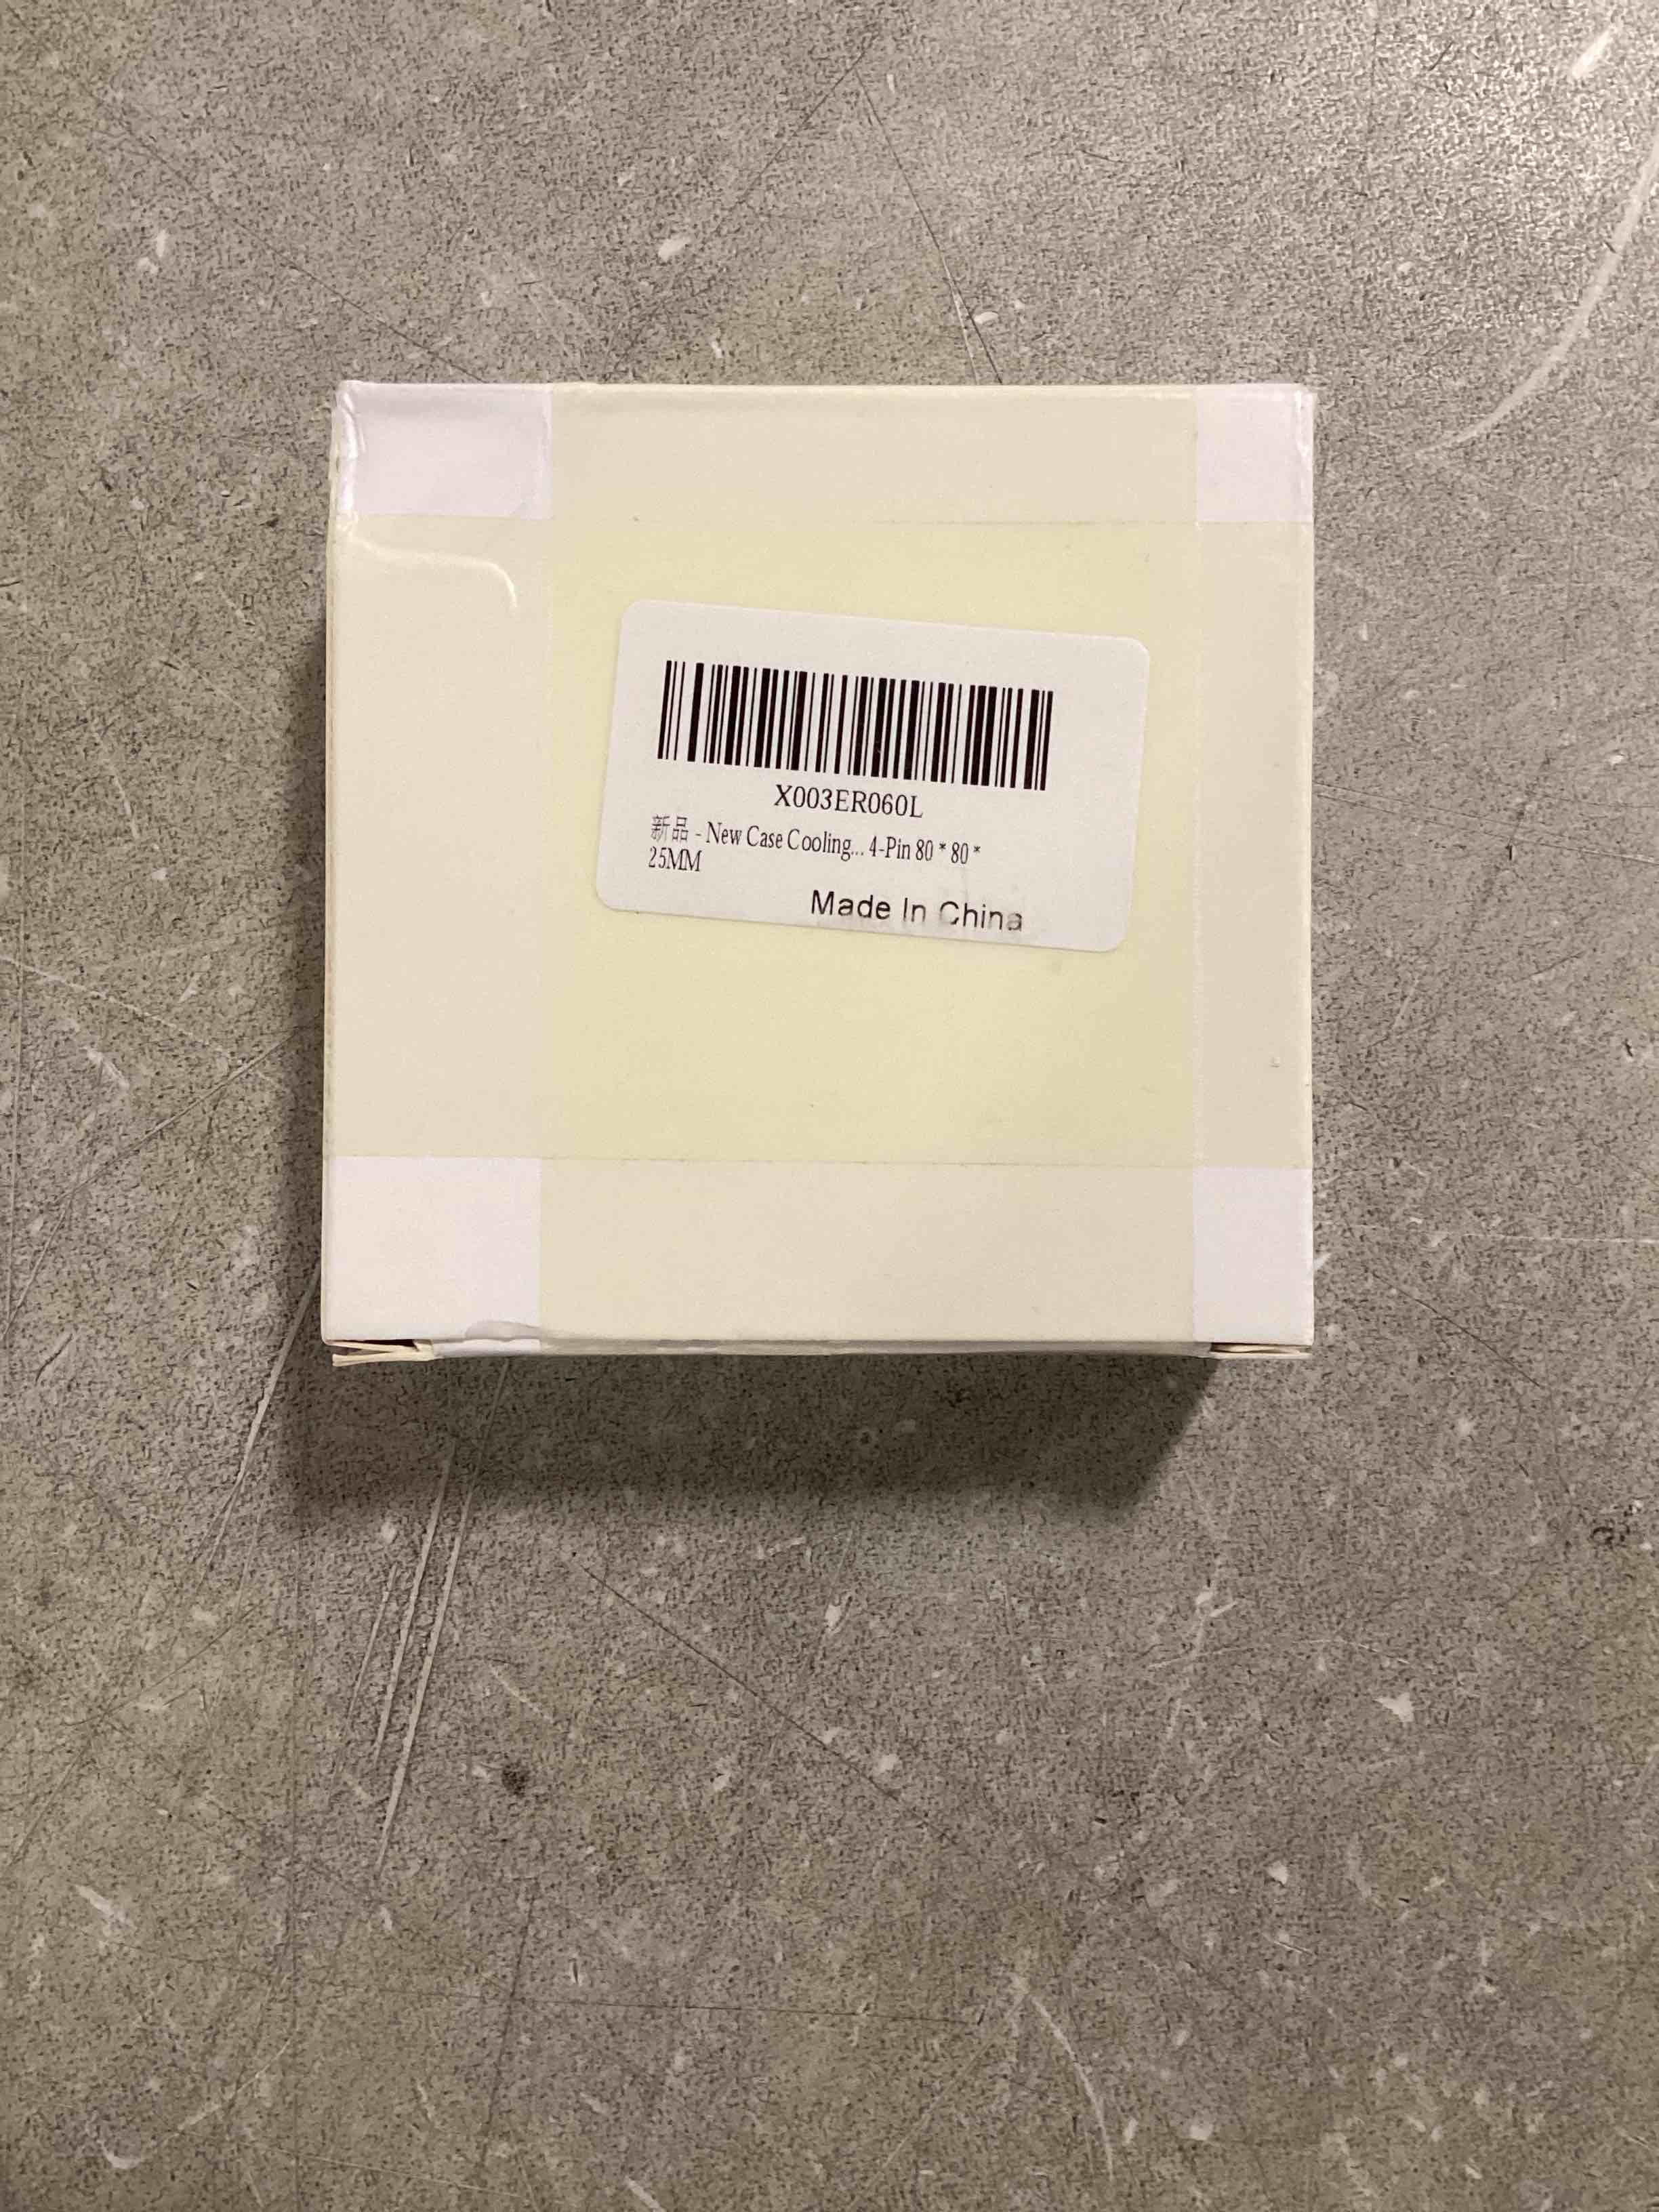 X003ER060L
新品 - New Case Cooling... 4-Pin 80 * 80 *
25MM
Made In China